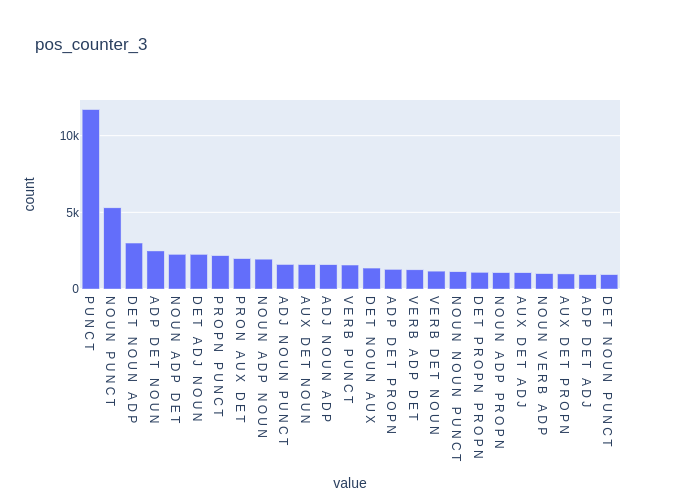 pos_counter_3
count
10k
5k
0
PUNCT
NOUN PUNCT
DET NOUN ADP
ADP DET NOUN
NOUN ADP DET
DET ADJ NOUN
PROPN PUNCT
PRON AUX DET
NOUN ADP NOUN
ADJ NOUN PUNCT
AUX DET NOUN
ADJ NOUN ADP
VERB PUNCT
DET NOUN AUX
ADP DET PROPN
VERB ADP DET
VERB DET NOUN
NOUN NOUN PUNCT
DET PROPN PROPN
NOUN ADP PROPN
AUX DET ADJ
NOUN VERB ADP
AUX DET PROPN
ADP DET ADJ
DET NOUN PUNCT
value